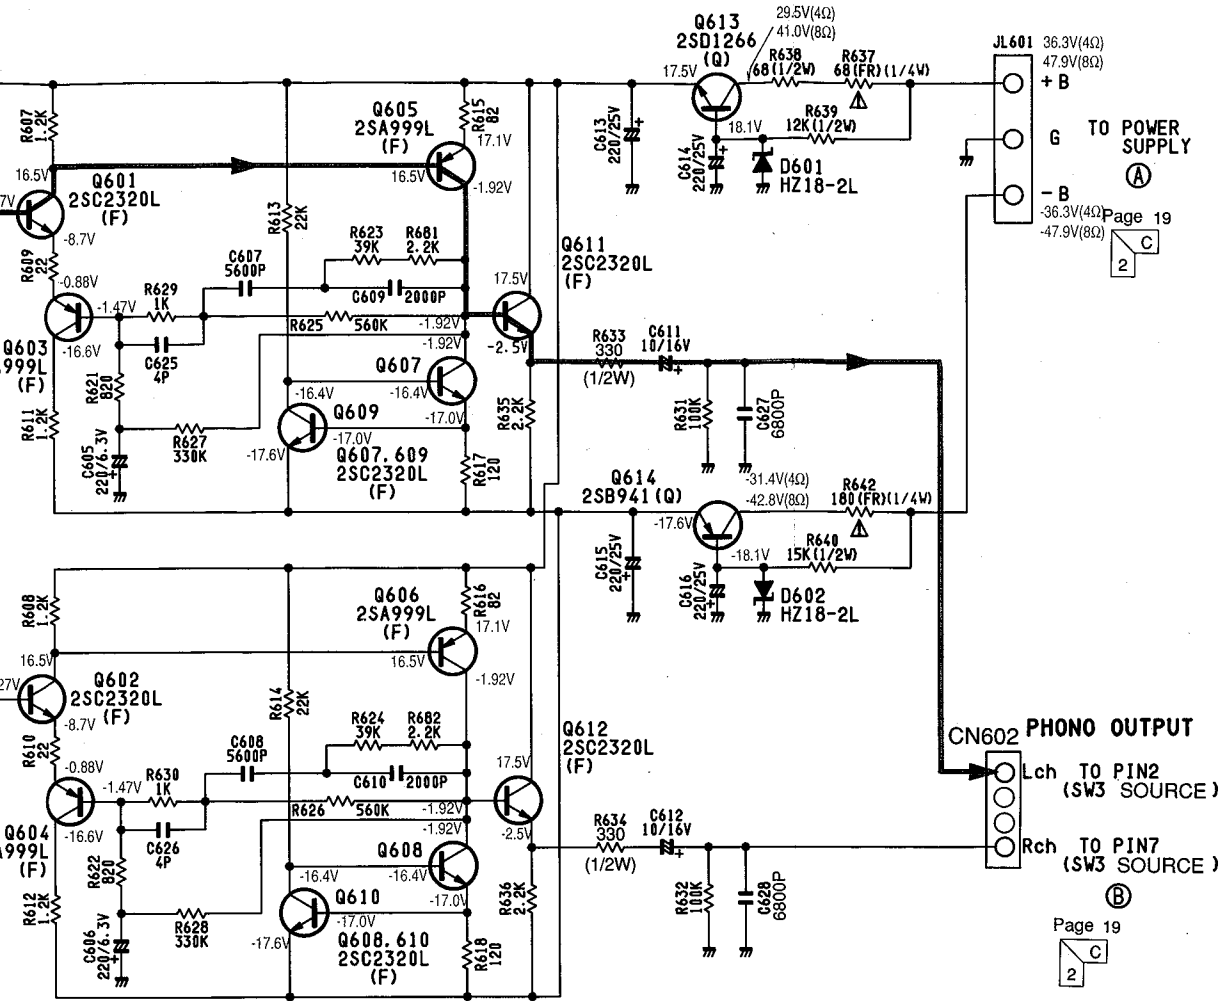 Q613
2SD1266
(Q)
29.5V(4Ω)
41.0V(8Ω)
17.5V
R638
68(1/2W)
R637
68(FR)(1/4W)
JL601
36.3V(4Ω)
47.9V(8Ω)
+B
G
-B
-36.3V(4Ω)
-47.9V(8Ω)
TO POWER
SUPPLY
A
Page 19
C
2
R639
12K(1/2W)
18.1V
C613
220/25V
+
C614
220/25V
+
D601
HZ18-2L
R607
1.2K
Q605
2SA999L
(F)
R615
82
17.1V
16.5V
-1.92V
16.5V
Q601
2SC2320L
(F)
7V
-8.7V
R609
22
-0.88V
R613
22K
R623
39K
R681
2.2K
C607
5600P
C609
2000P
Q611
2SC2320L
(F)
17.5V
-1.47V
R629
1K
R625
560K
-1.92V
-1.92V
-2.5V
R633
330
(1/2W)
C611
10/16V
+
Q603
999L
(F)
-16.6V
C625
4P
R621
820
R611
1.2K
Q607
-16.4V
-16.4V
-17.0V
Q609
-17.0V
-17.6V
Q607.609
2SC2320L
(F)
R627
330K
C605
220/6.3V
+
R617
120
R635
2.2K
R631
100K
C627
6800P
Q614
2SB941(Q)
-31.4V(4Ω)
-42.8V(8Ω)
-17.6V
R642
180(FR)(1/4W)
R640
15K(1/2W)
-18.1V
C615
220/25V
+
C616
220/25V
+
D602
HZ18-2L
R608
1.2K
Q606
2SA999L
(F)
R616
82
17.1V
16.5V
-1.92V
16.5V
Q602
2SC2320L
(F)
27V
-8.7V
R610
22
-0.88V
R614
22K
R624
39K
R682
2.2K
C608
5600P
C610
2000P
Q612
2SC2320L
(F)
17.5V
-1.47V
R630
1K
R626
560K
-1.92V
-1.92V
-2.5V
R634
330
(1/2W)
C612
10/16V
+
Q604
A999L
(F)
-16.6V
C626
4P
R622
820
R612
1.2K
Q608
-16.4V
-16.4V
-17.0V
Q610
-17.0V
-17.6V
Q608.610
2SC2320L
(F)
R628
330K
C606
220/6.3V
+
R618
120
R636
2.2K
R632
100K
C628
6800P
CN602
PHONO OUTPUT
Lch TO PIN2
(SW3 SOURCE)
Rch TO PIN7
(SW3 SOURCE)
B
Page 19
C
2